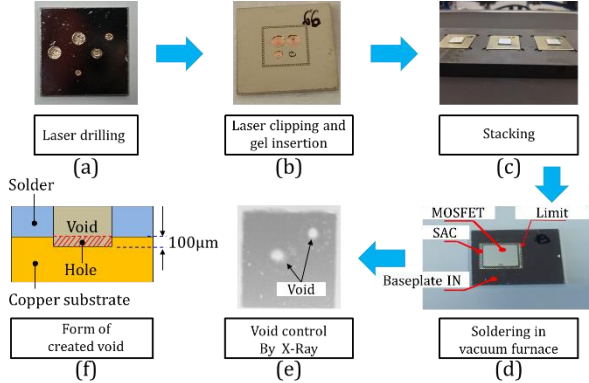 Laser drilling
(a)
Laser clipping and
gel insertion
(b)
Stacking
(c)
MOSFET
Limit
SAC
Baseplate IN
Soldering in
vacuum furnace
(d)
Void
Void control
By X-Ray
(e)
Solder
Void
100μm
Hole
Copper substrate
Form of
created void
(f)